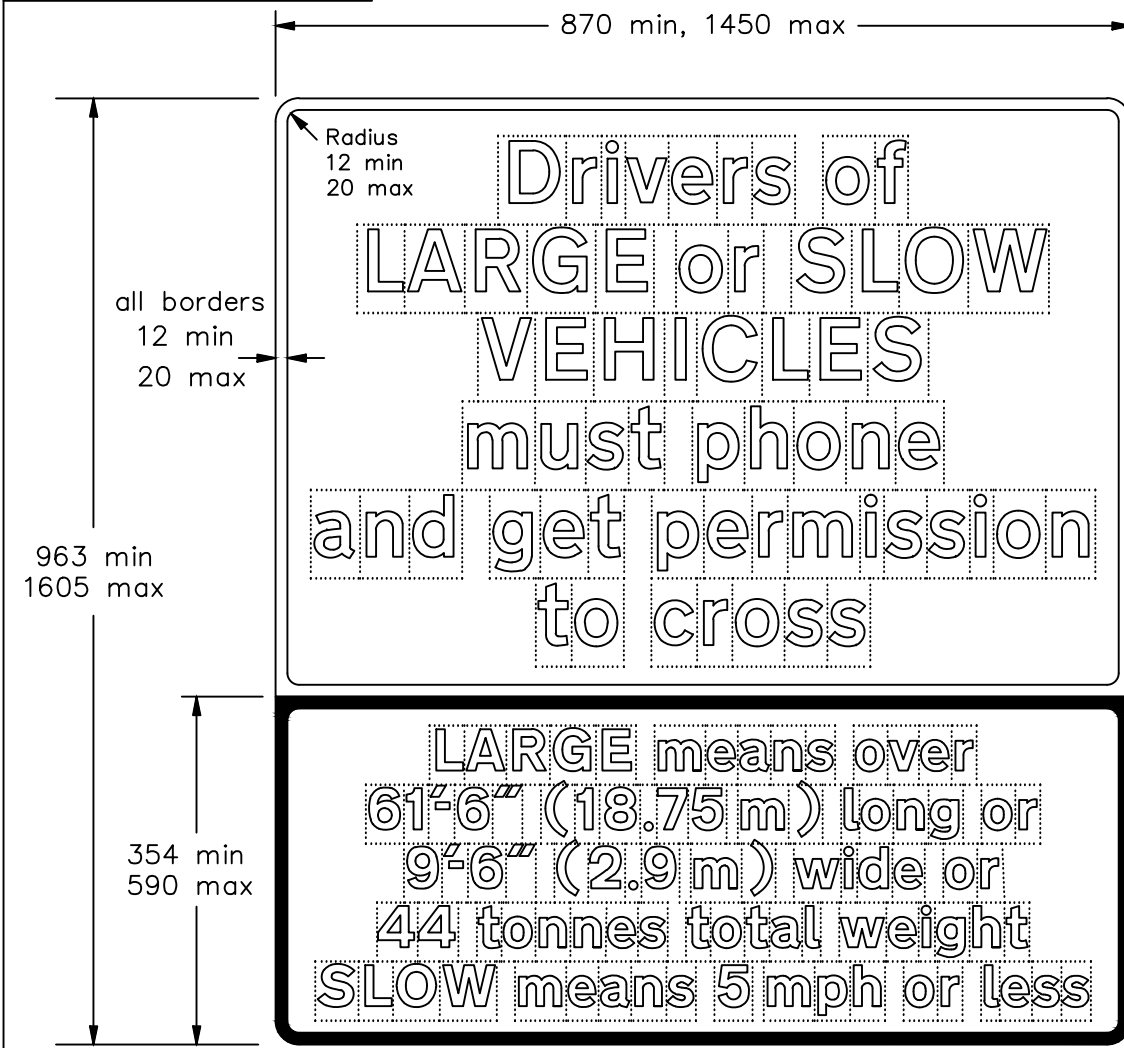 870 min, 1450 max
Radius
12 min
20 max
Drivers of
LARGE or SLOW
VEHICLES
must phone
and get permission
to cross
all borders
12 min
20 max
963 min
1605 max
LARGE means over
61'-6" (18.75 m) long or
9'-6" (2.9 m) wide or
44 tonnes total weight
SLOW means 5 mph or less
354 min
590 max